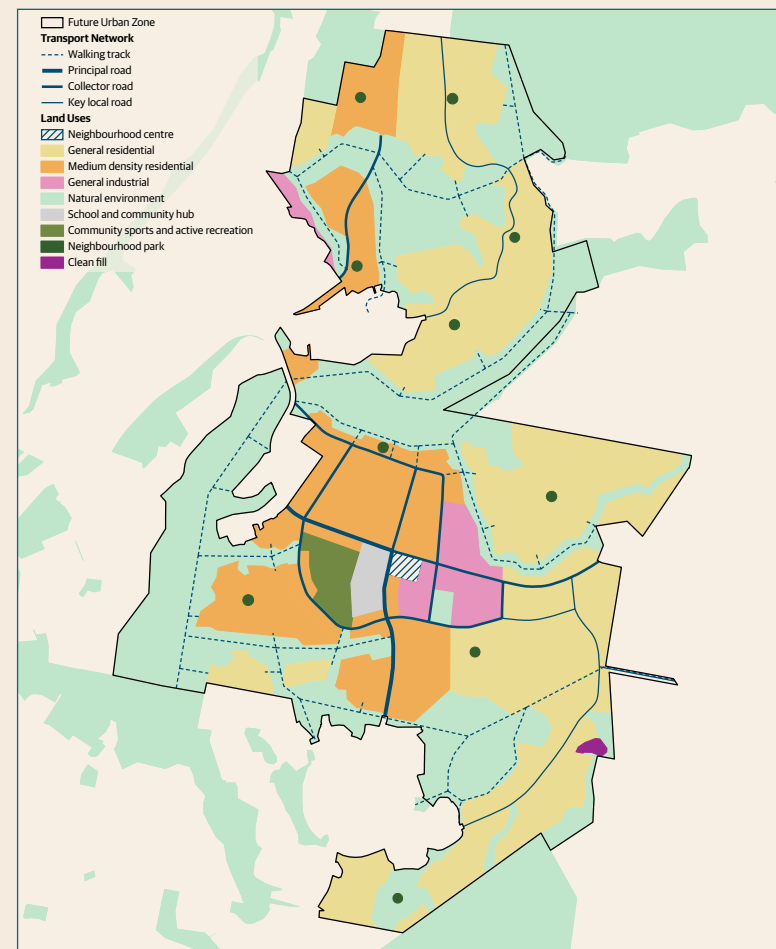 Future Urban Zone
Transport Network
Walking track
Principal road
Collector road
Key local road
Land Uses
Neighbourhood centre
General residential
Medium density residential
General industrial
Natural environment
School and community hub
Community sports and active recreation
Neighbourhood park
Clean fill